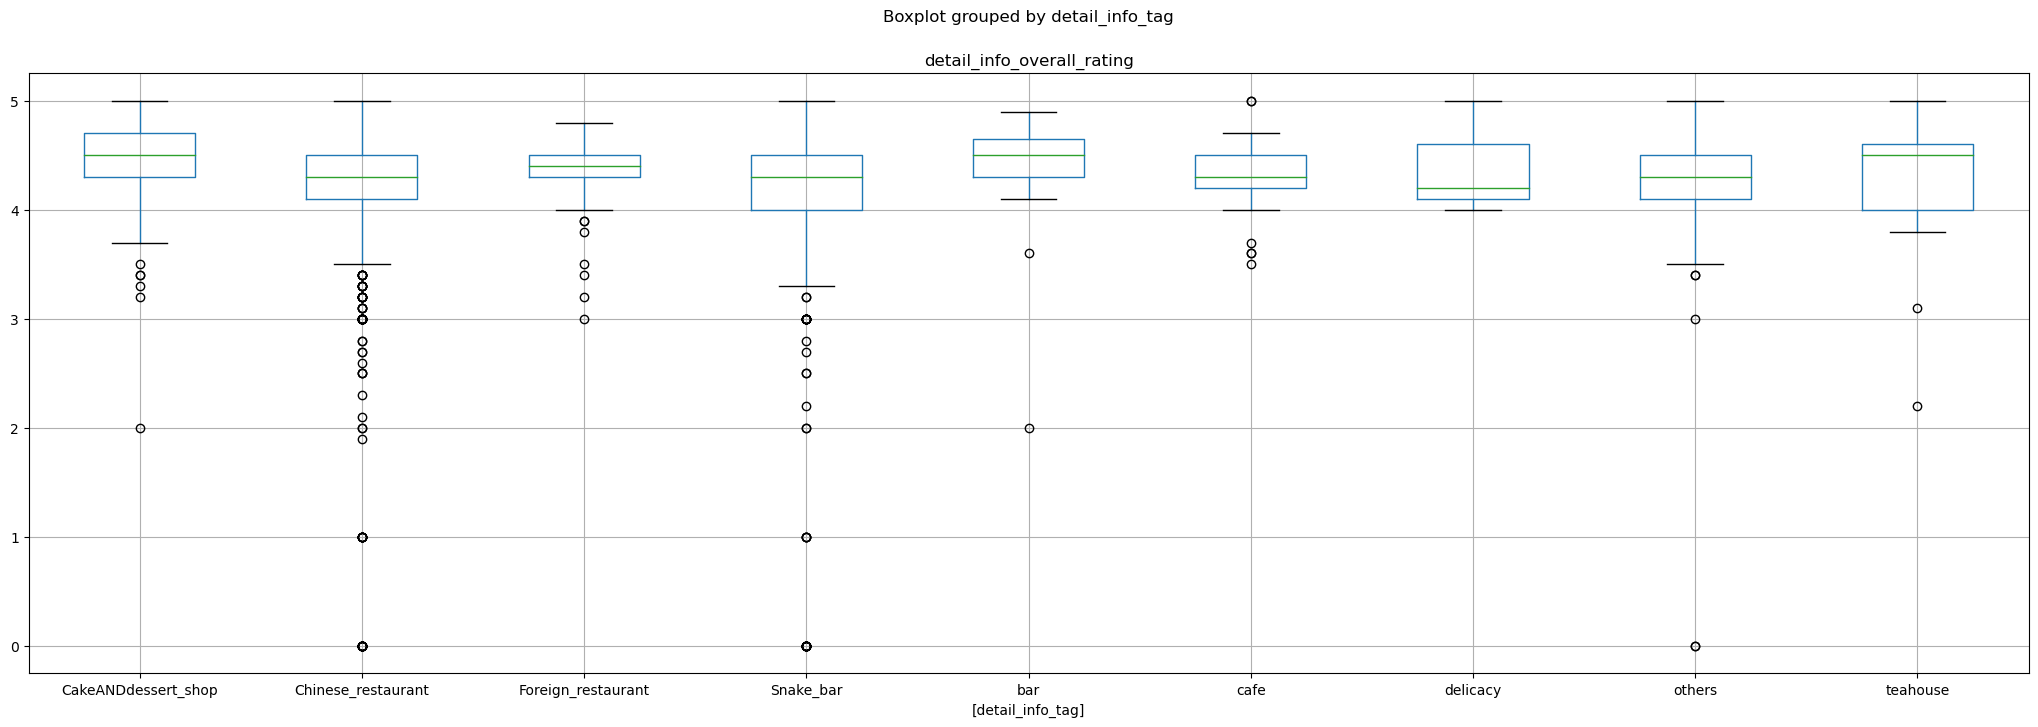 Boxplot grouped by detail_info_tag
detail_info_overall_rating
5
4
3
2
1
0
CakeANDdessert_shop Chinese_restaurant Foreign_restaurant Snake_bar bar cafe delicacy others teahouse
[detail_info_tag]